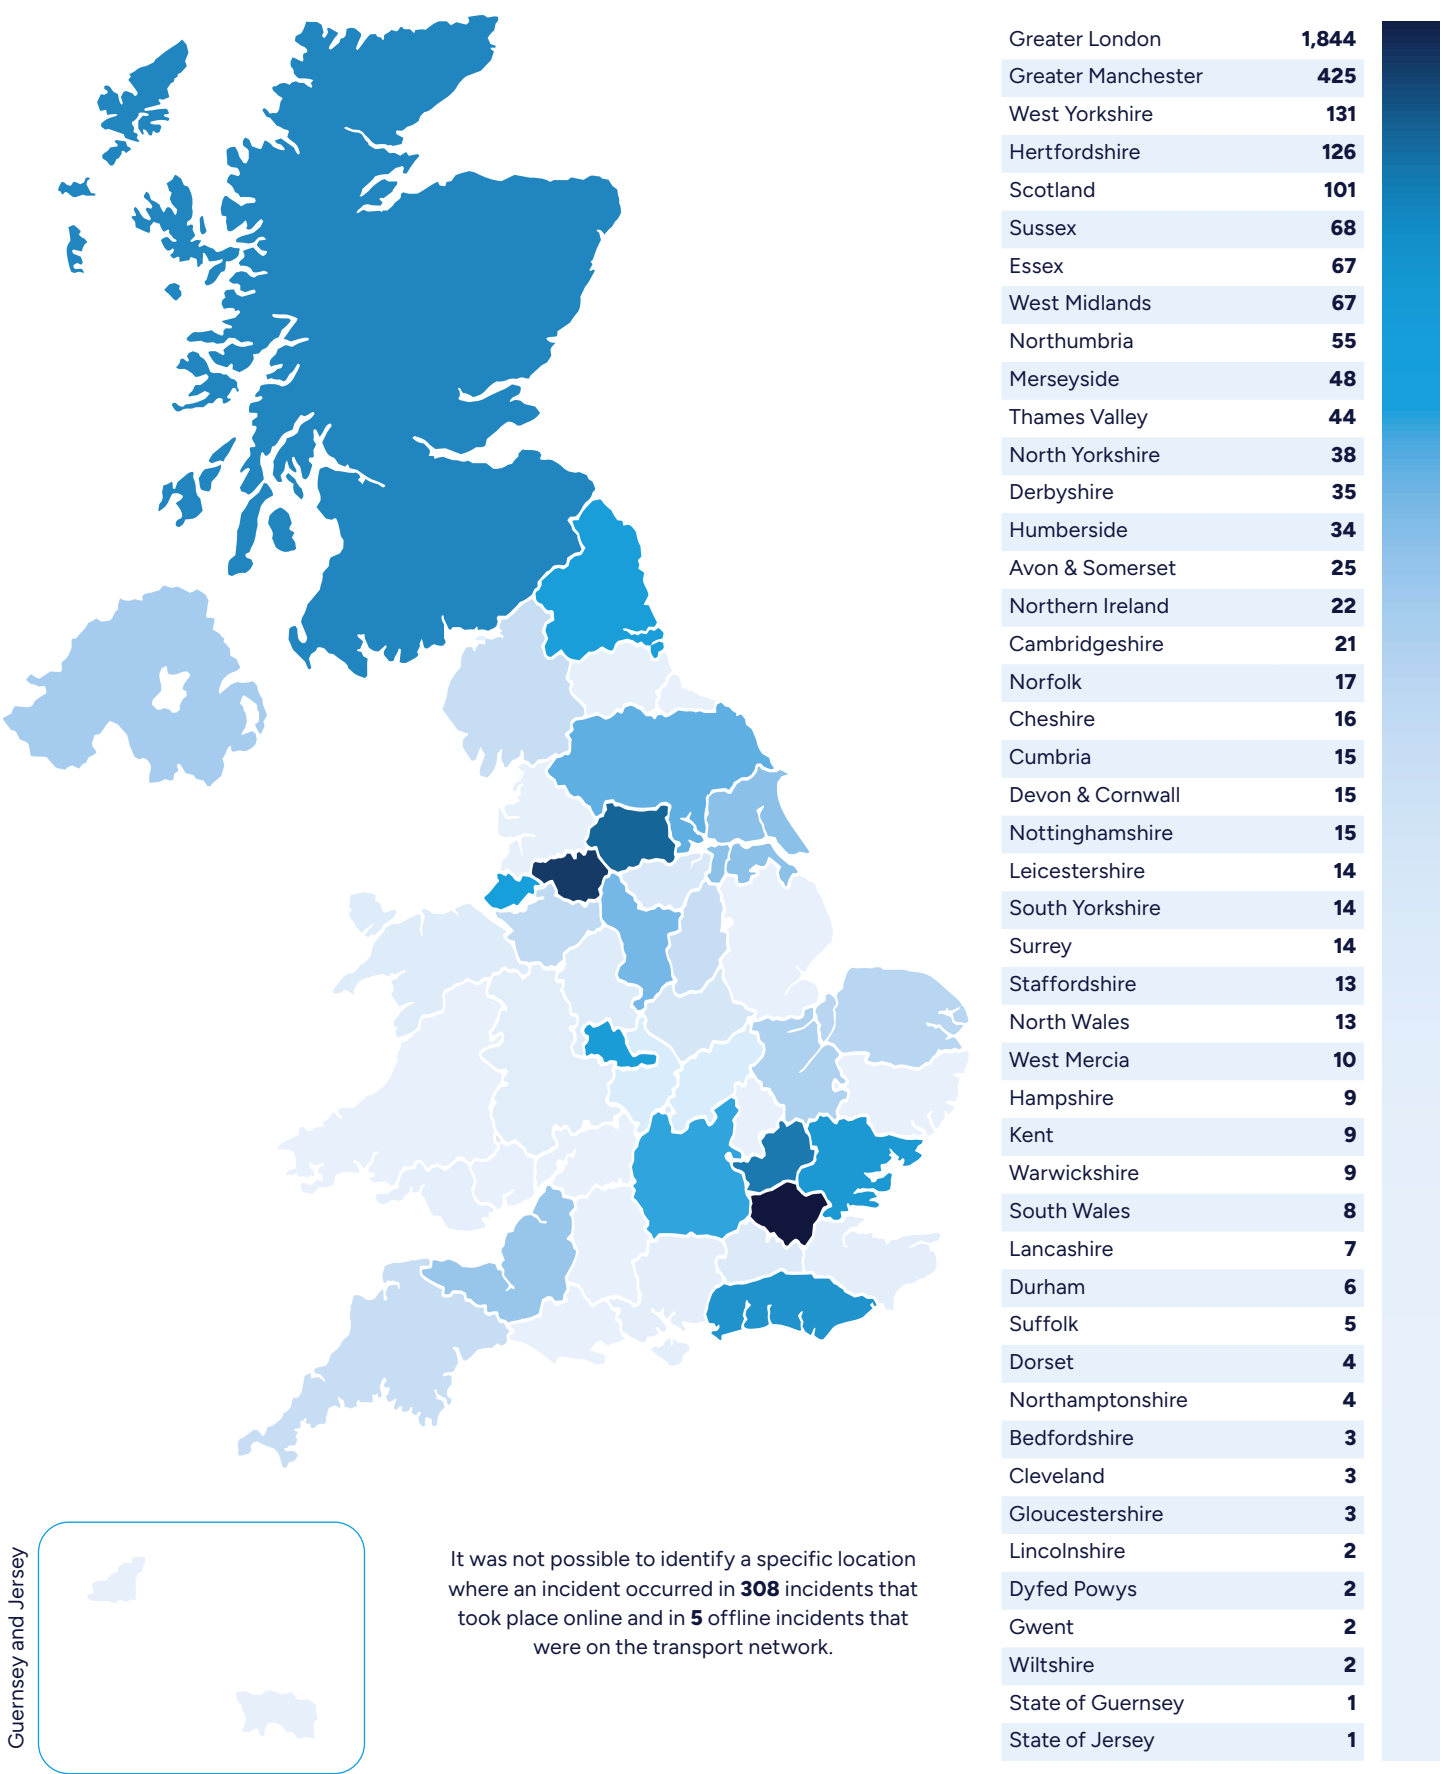 Greater London 1,844
Greater Manchester 425
West Yorkshire 131
Hertfordshire 126
Scotland 101
Sussex 68
Essex 67
West Midlands 67
Northumbria 55
Merseyside 48
Thames Valley 44
North Yorkshire 38
Derbyshire 35
Humberside 34
Avon & Somerset 25
Northern Ireland 22
Cambridgeshire 21
Norfolk 17
Cheshire 16
Cumbria 15
Devon & Cornwall 15
Nottinghamshire 15
Leicestershire 14
South Yorkshire 14
Surrey 14
Staffordshire 13
North Wales 13
West Mercia 10
Hampshire 9
Kent 9
Warwickshire 9
South Wales 8
Lancashire 7
Durham 6
Suffolk 5
Dorset 4
Northamptonshire 4
Bedfordshire 3
Cleveland 3
Gloucestershire 3
Lincolnshire 2
Dyfed Powys 2
Gwent 2
Wiltshire 2
State of Guernsey 1
State of Jersey 1
Guernsey and Jersey
It was not possible to identify a specific location
where an incident occurred in 308 incidents that
took place online and in 5 offline incidents that
were on the transport network.